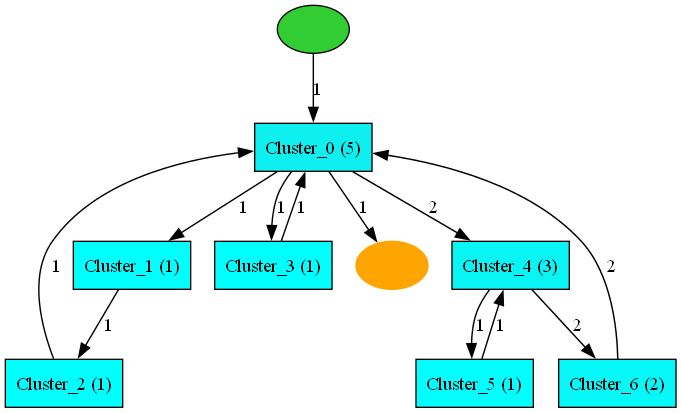 1
Cluster_0 (5)
1
1
1
1
2
Cluster_1 (1)
Cluster_3 (1)
Cluster_4 (3)
1
1
1
1
2
2
Cluster_2 (1)
Cluster_5 (1)
Cluster_6 (2)